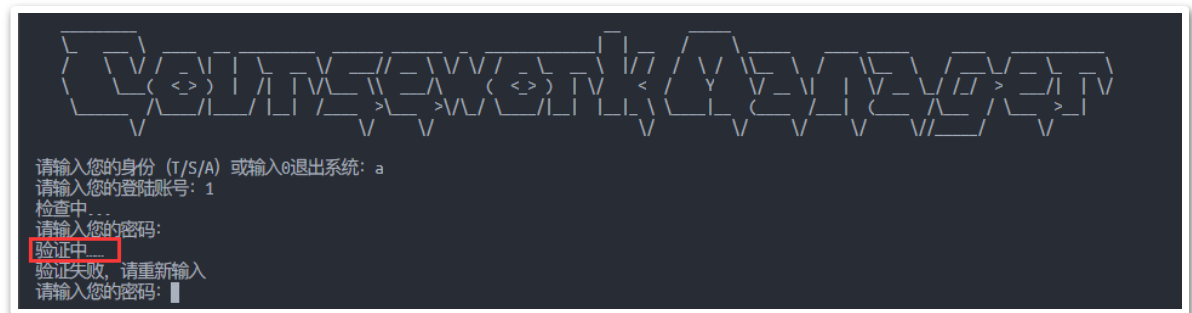 Coursework Manager
请输入您的身份（T/S/A）或输入0退出系统：a
请输入您的登陆账号：1
检查中...
请输入您的密码：
验证中……
验证失败，请重新输入
请输入您的密码：